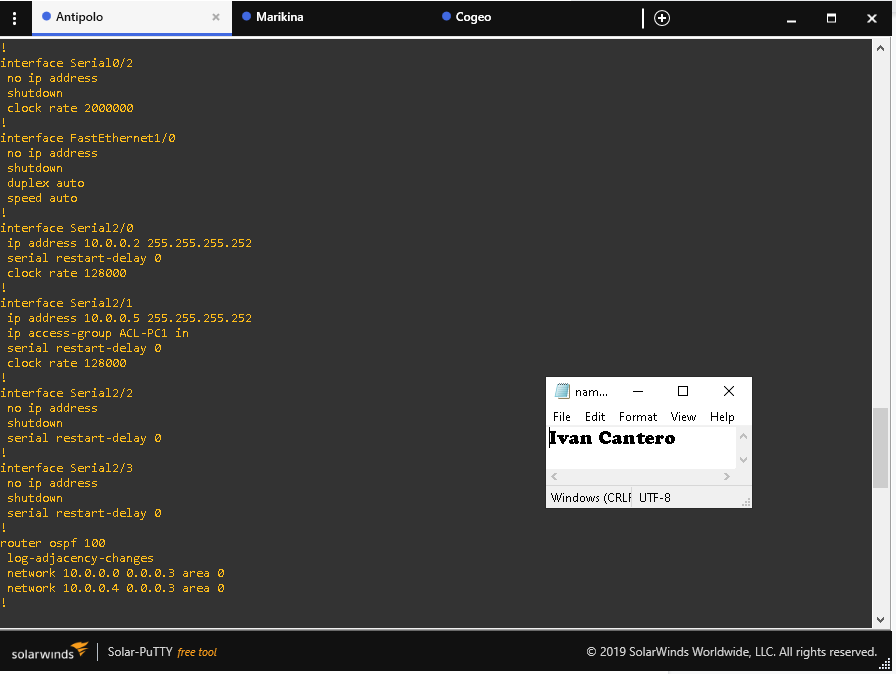 Antipolo
Marikina
Cogeo
!
interface Serial0/2
 no ip address
 shutdown
 clock rate 2000000
!
interface FastEthernet1/0
 no ip address
 shutdown
 duplex auto
 speed auto
!
interface Serial2/0
 ip address 10.0.0.2 255.255.255.252
 serial restart-delay 0
 clock rate 128000
!
interface Serial2/1
 ip address 10.0.0.5 255.255.255.252
 ip access-group ACL-PC1 in
 serial restart-delay 0
 clock rate 128000
!
interface Serial2/2
 no ip address
 shutdown
 serial restart-delay 0
!
interface Serial2/3
 no ip address
 shutdown
 serial restart-delay 0
!
router ospf 100
 log-adjacency-changes
 network 10.0.0.0 0.0.0.3 area 0
 network 10.0.0.4 0.0.0.3 area 0
!
nam...
File Edit Format View Help
Ivan Cantero
Windows (CRLF UTF-8
solarwinds Solar-PuTTY free tool © 2019 SolarWinds Worldwide, LLC. All rights reserved.